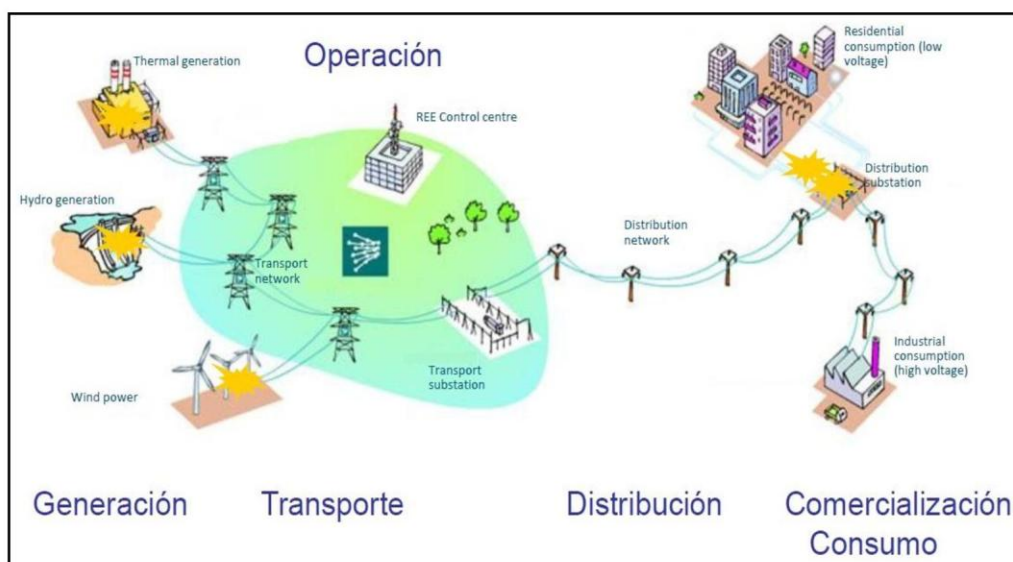 Operación
Thermal generation
REE Control centre
Residential
consumption (low
voltage)
Distribution
substation
Hydro generation
Distribution
network
Transport
network
Transport
substation
Industrial
consumption
(high voltage)
Wind power
Generación
Transporte
Distribución
Comercialización
Consumo